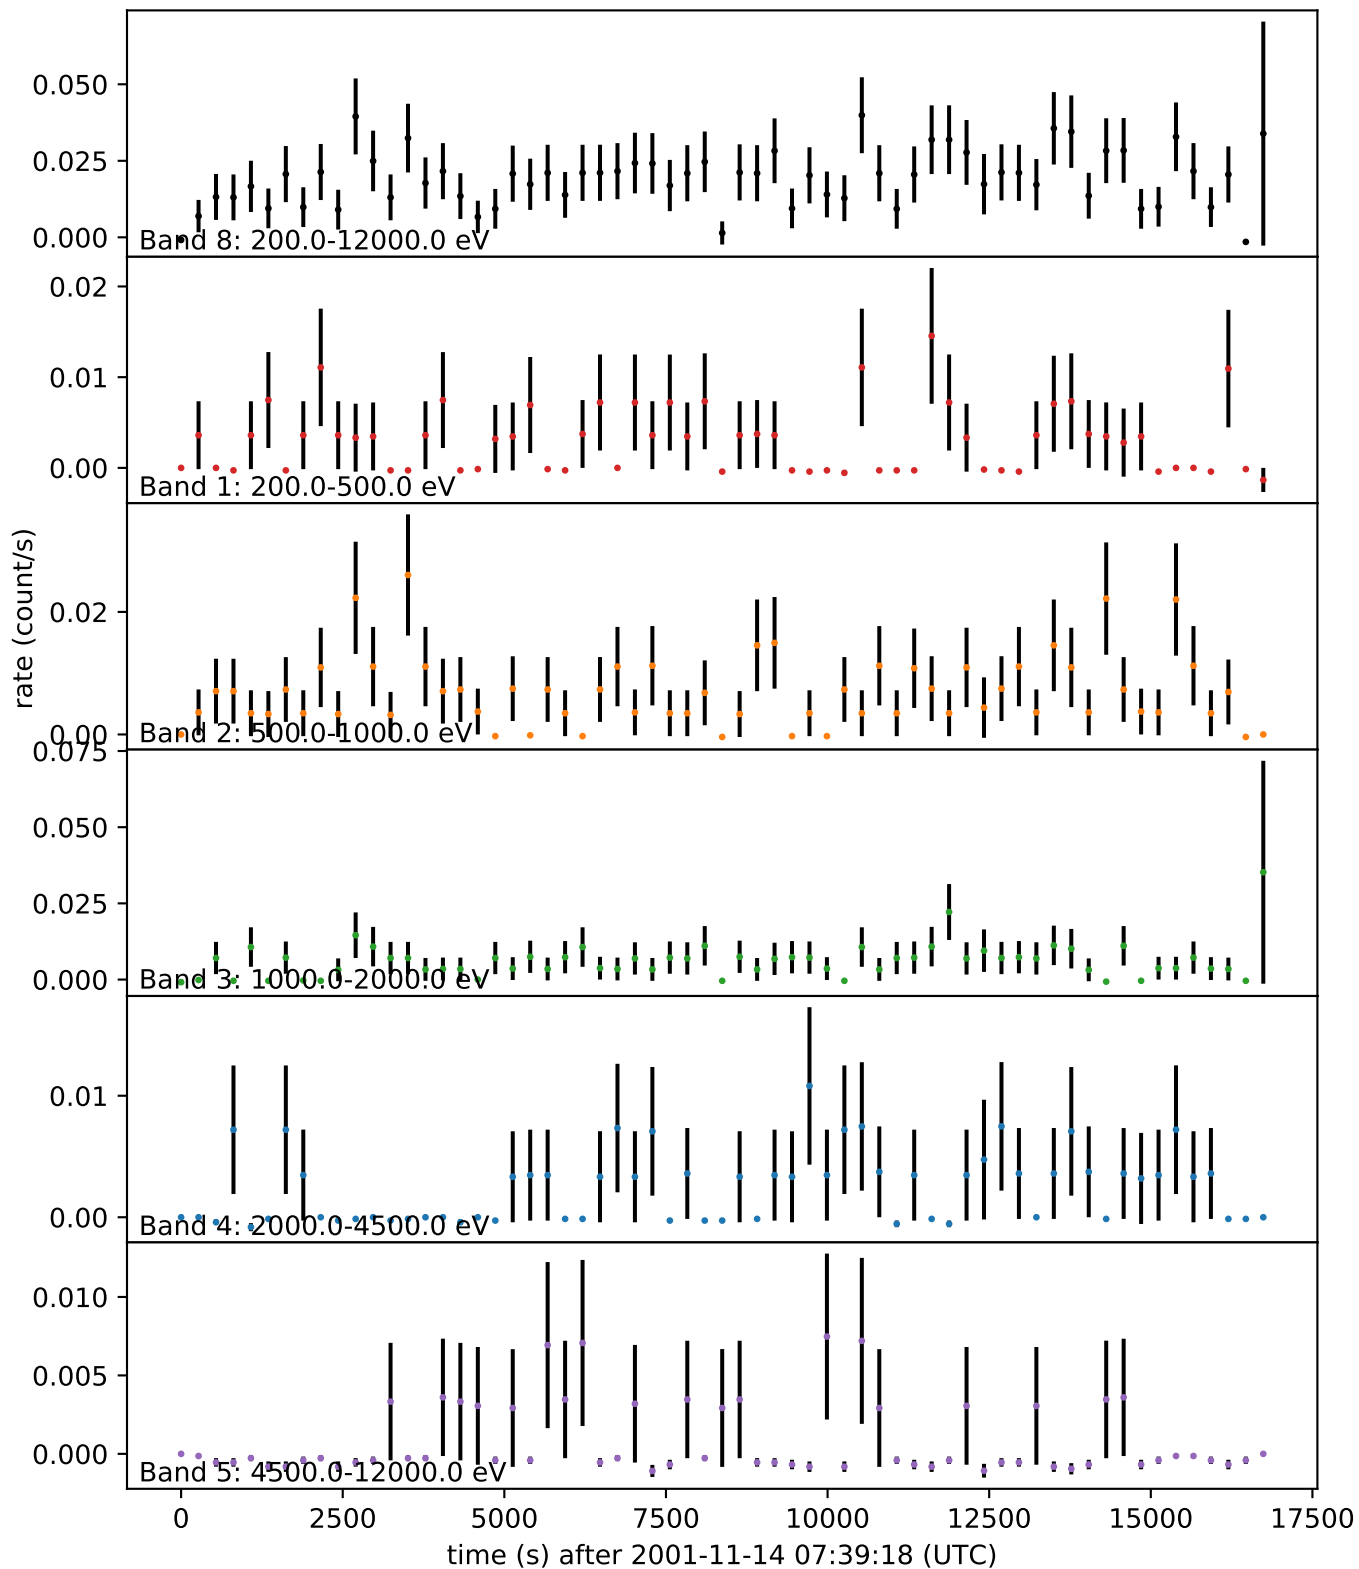 0.050
0.025
0.000
Band 8: 200.0-12000.0 eV
0.02
0.01
0.00
Band 1: 200.0-500.0 eV
rate (count/s)
0.02
0.00
Band 2: 500.0-1000.0 eV
0.075
0.050
0.025
0.000
Band 3: 1000.0-2000.0 eV
0.01
0.00
Band 4: 2000.0-4500.0 eV
0.010
0.005
0.000
Band 5: 4500.0-12000.0 eV
0 2500 5000 7500 10000 12500 15000 17500
time (s) after 2001-11-14 07:39:18 (UTC)